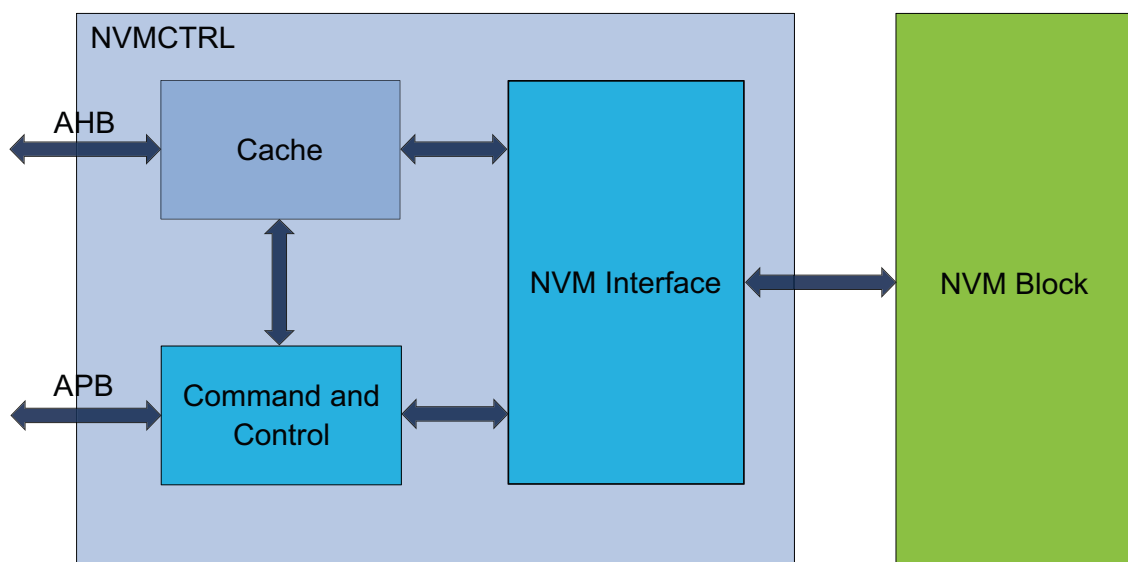 NVMCTRL
AHB
Cache
NVM Interface
NVM Block
APB
Command and
Control